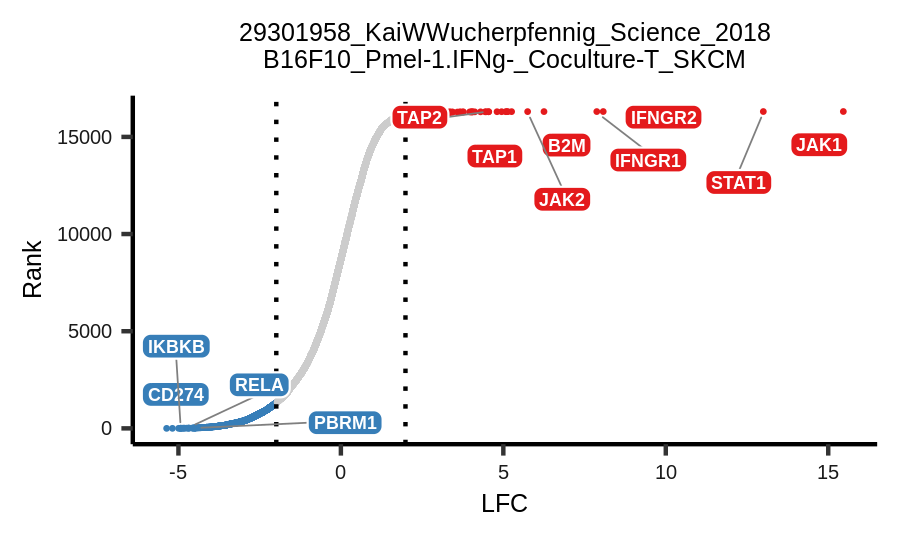 29301958_KaiWWucherpfennig_Science_2018
B16F10_Pmel-1.IFNg-_Coculture-T_SKCM
Rank
15000
10000
5000
0
TAP2
IFNGR2
B2M
JAK1
TAP1
IFNGR1
STAT1
JAK2
IKBKB
RELA
CD274
PBRM1
-5
0
5
10
15
LFC